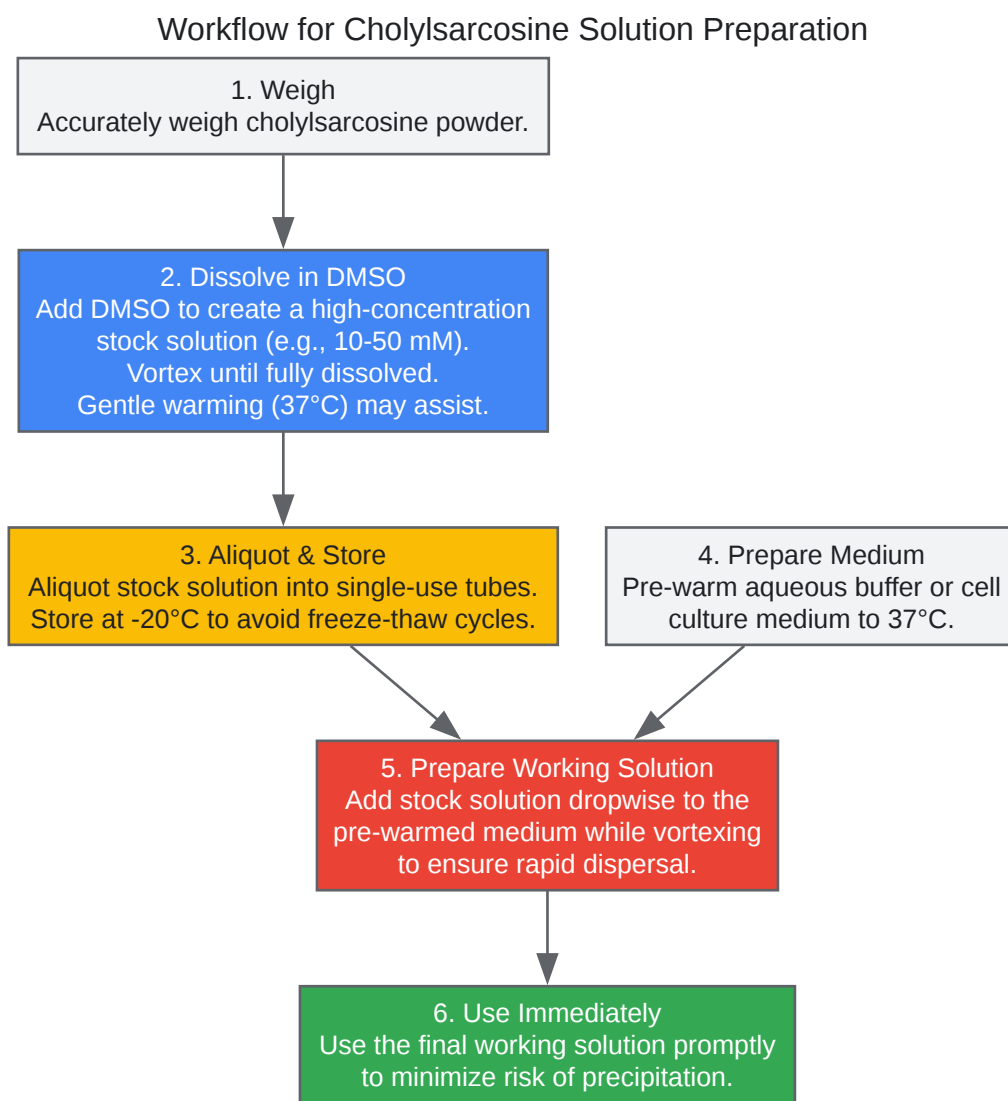 Workflow for Cholylsarcosine Solution Preparation
1. Weigh
Accurately weigh cholylsarcosine powder.
2. Dissolve in DMSO
Add DMSO to create a high-concentration
stock solution (e.g., 10-50 mM).
Vortex until fully dissolved.
Gentle warming (37°C) may assist.
3. Aliquot & Store
Aliquot stock solution into single-use tubes.
Store at -20°C to avoid freeze-thaw cycles.
4. Prepare Medium
Pre-warm aqueous buffer or cell
culture medium to 37°C.
5. Prepare Working Solution
Add stock solution dropwise to the
pre-warmed medium while vortexing
to ensure rapid dispersal.
6. Use Immediately
Use the final working solution promptly
to minimize risk of precipitation.